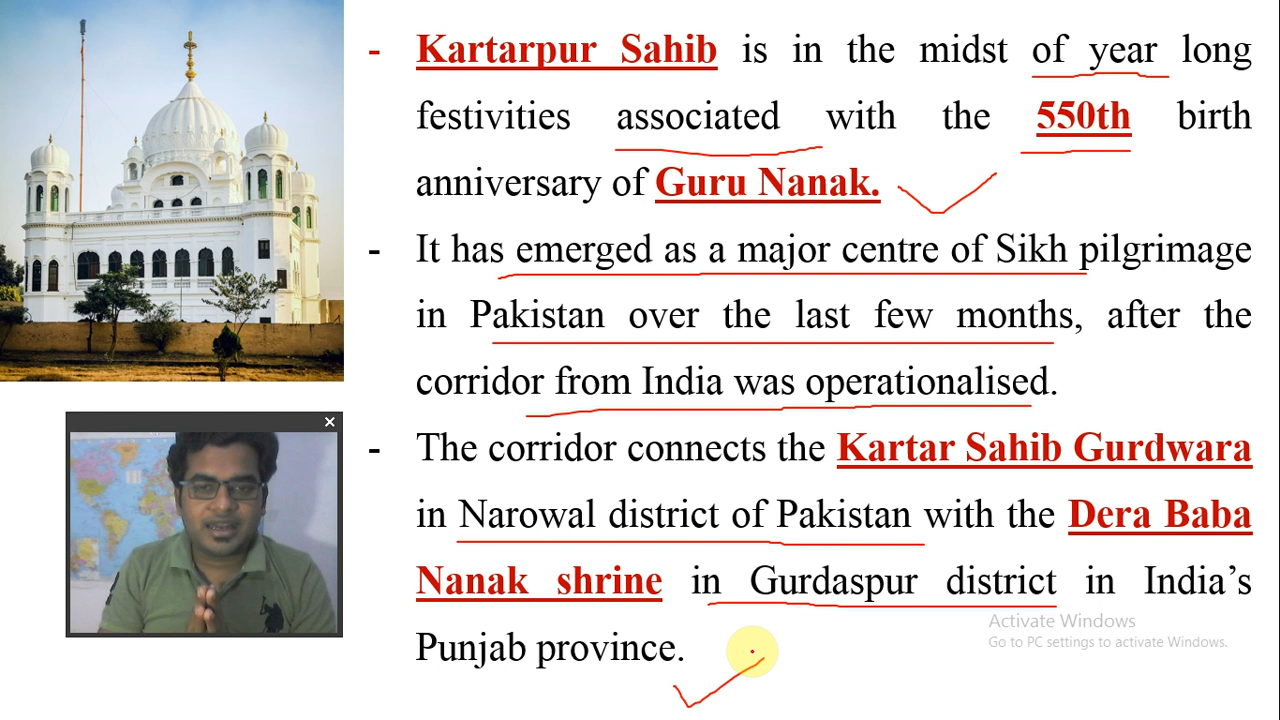 - Kartarpur Sahib is in the midst of year long
festivities associated with the 550th birth
anniversary of Guru Nanak.
- It has emerged as a major centre of Sikh pilgrimage
in Pakistan over the last few months, after the
corridor from India was operationalised.
- The corridor connects the Kartar Sahib Gurdwara
in Narowal district of Pakistan with the Dera Baba
Nanak shrine in Gurdaspur district in India’s
Punjab province.
Activate Windows
Go to PC settings to activate Windows.